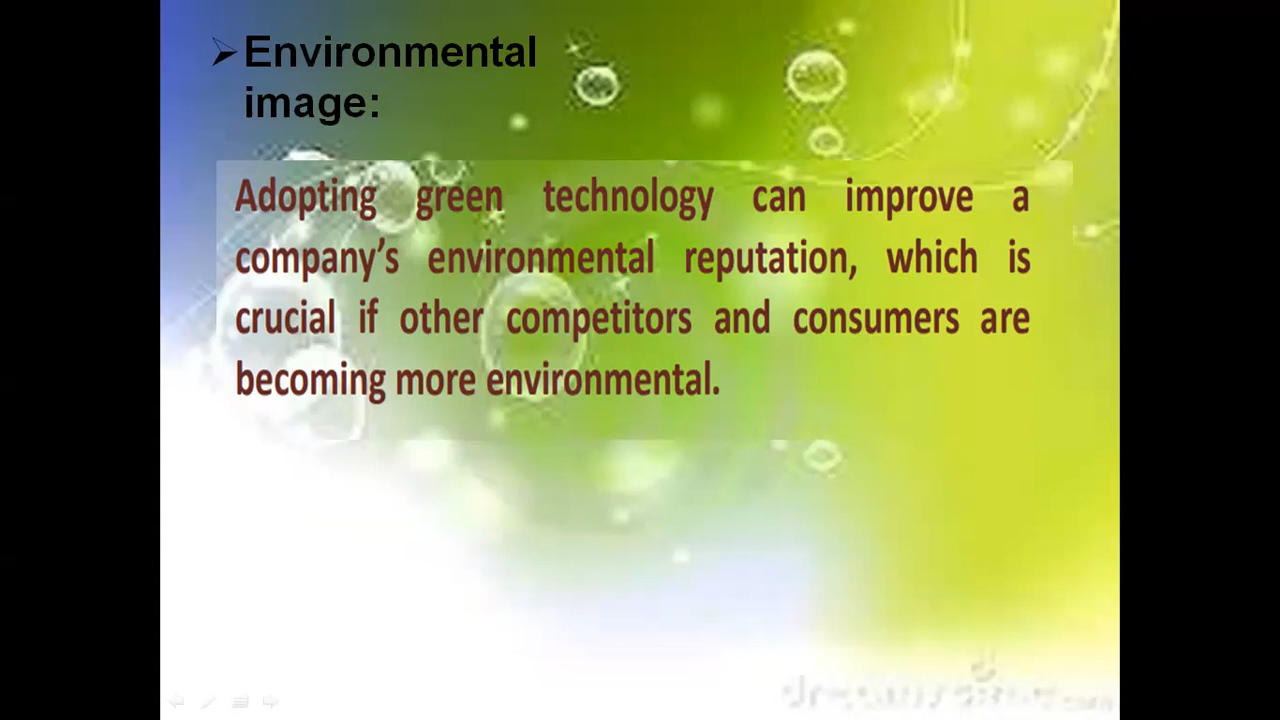 ➢Environmental
image:
Adopting green technology can improve a
company’s environmental reputation, which is
crucial if other competitors and consumers are
becoming more environmental.